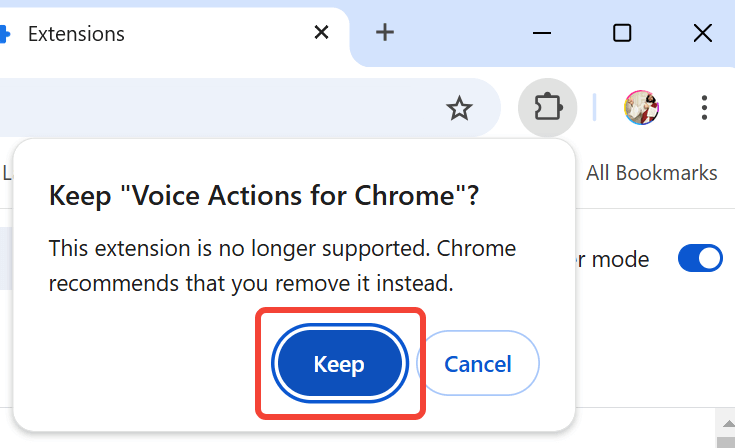 Extensions
All Bookmarks
Keep "Voice Actions for Chrome"?
This extension is no longer supported. Chrome
recommends that you remove it instead.
r mode
Keep
Cancel